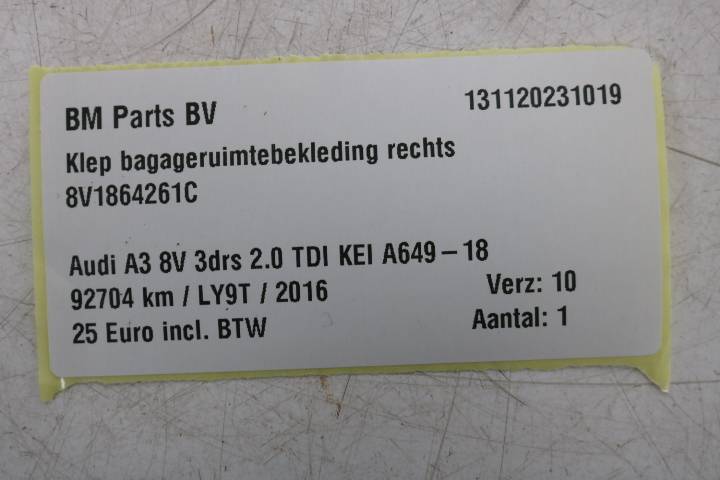 BM Parts BV 131120231019
Klep bagageruimtebekleding rechts
8V1864261C
Audi A3 8V 3drs 2.0 TDI KEI A649-18
92704 km / LY9T / 2016 Verz: 10
25 Euro incl. BTW Aantal: 1